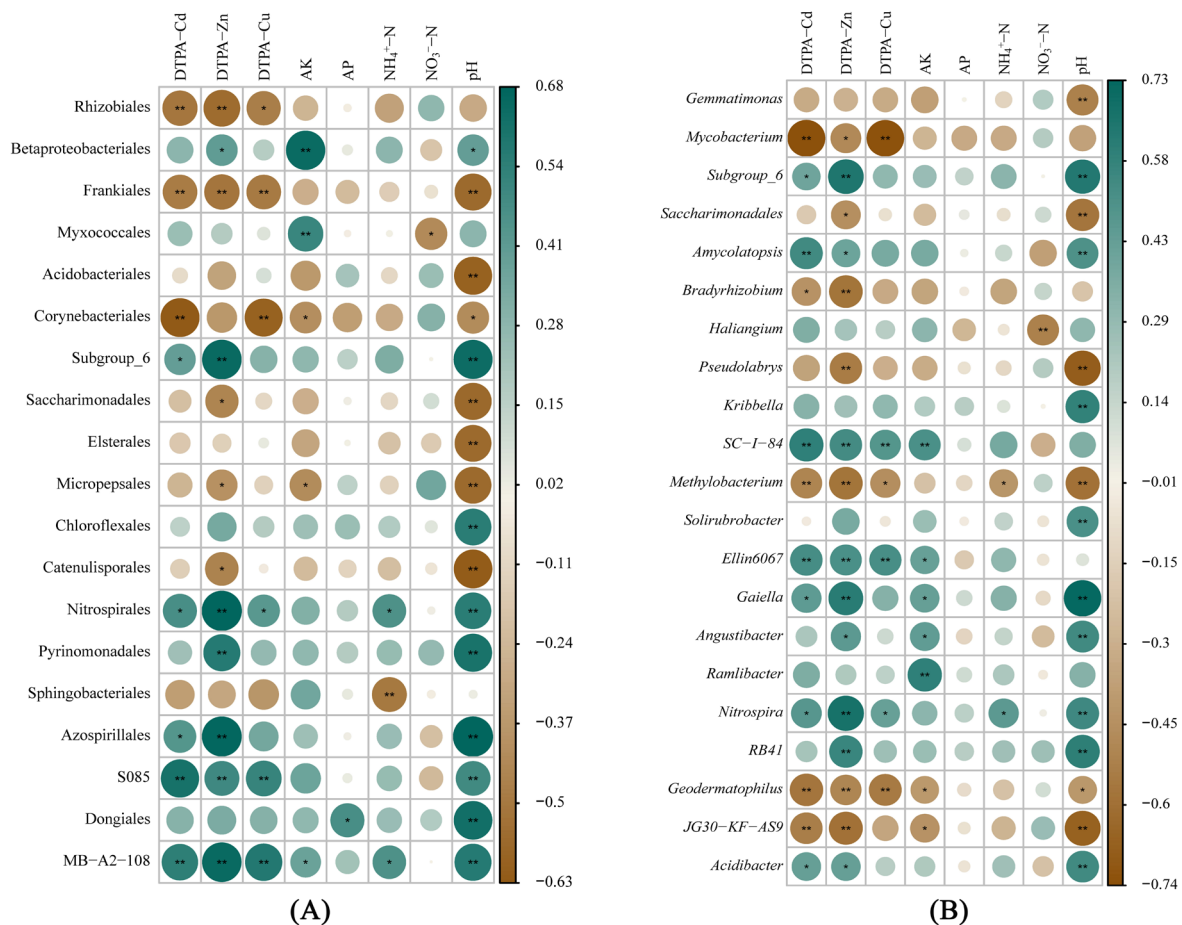 DTPA−Cd DTPA−Zn DTPA−Cu AK AP NH₄⁺−N NO₃⁻−N pH
Rhizobiales ** ** *
Betaproteobacteriales * ** *
Frankiales ** ** ** **
Myxococcales ** *
Acidobacteriales **
Corynebacteriales ** ** * *
Subgroup_6 * ** **
Saccharimonadales * **
Elsterales **
Micropepsales * * **
Chloroflexales **
Catenulisporales * **
Nitrospirales * ** * * **
Pyrinomonadales ** **
Sphingobacteriales **
Azospirillales * ** **
S085 ** ** ** **
Dongiales * **
MB−A2−108 ** ** ** * * **
0.68
0.54
0.41
0.28
0.15
0.02
−0.11
−0.24
−0.37
−0.5
−0.63
(A)
DTPA−Cd DTPA−Zn DTPA−Cu AK AP NH₄⁺−N NO₃⁻−N pH
Gemmatimonas **
Mycobacterium ** * **
Subgroup_6 * ** **
Saccharimonadales * **
Amycolatopsis ** * **
Bradyrhizobium * **
Haliangium **
Pseudolabrys ** **
Kribbella **
SC−I−84 ** ** ** **
Methylobacterium ** ** * * **
Solirubrobacter **
Ellin6067 ** ** ** *
Gaiella * ** * **
Angustibacter * * **
Ramlibacter **
Nitrospira * ** * * **
RB41 ** **
Geodermatophilus ** ** ** * *
JG30−KF−AS9 ** ** * **
Acidibacter * * **
0.73
0.58
0.43
0.29
0.14
−0.01
−0.15
−0.3
−0.45
−0.6
−0.74
(B)